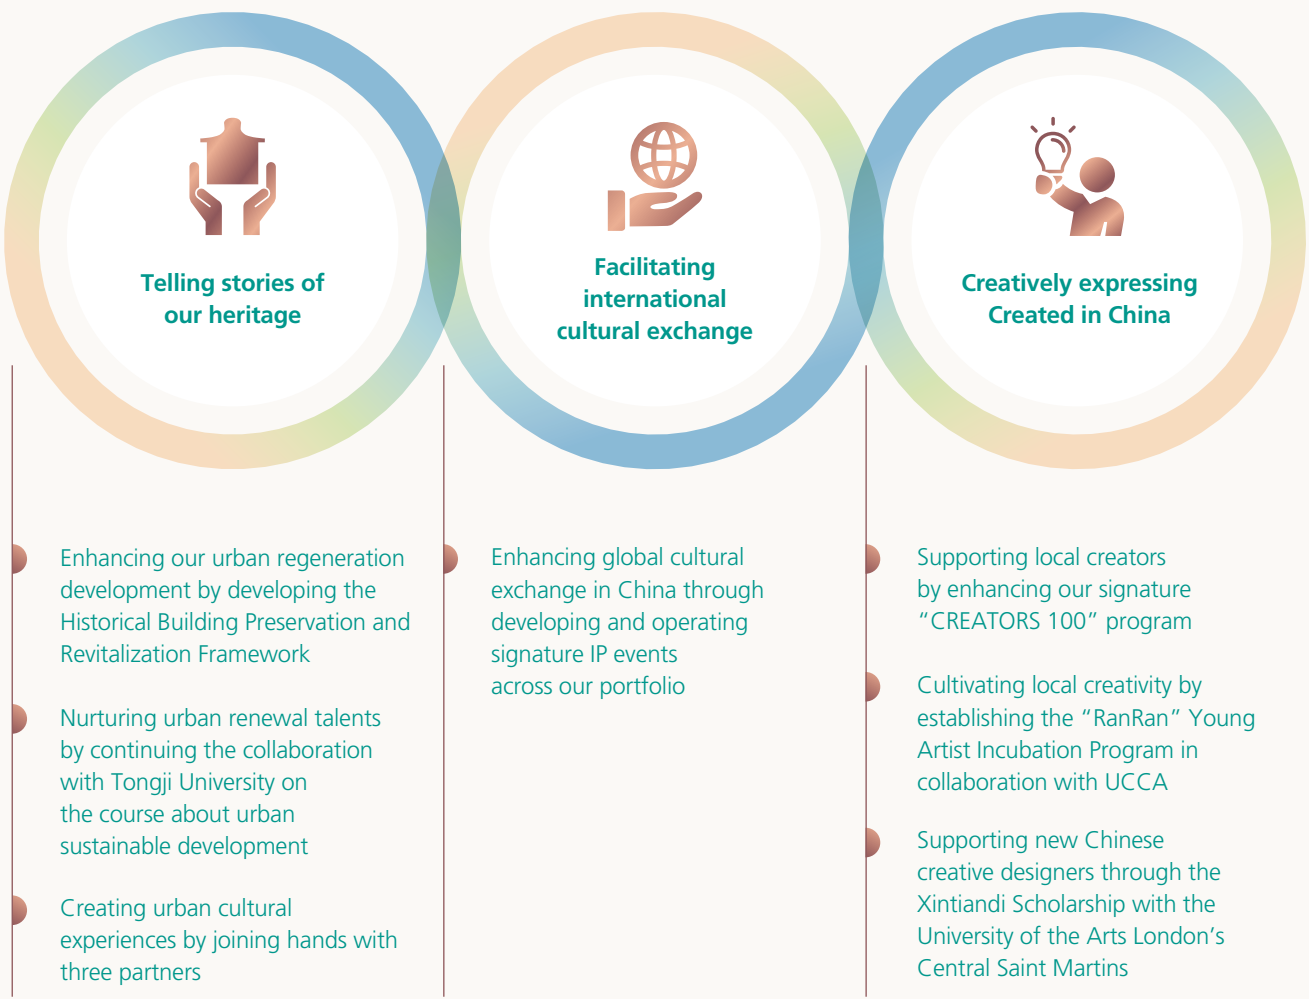 Telling stories of
our heritage
Facilitating
international
cultural exchange
Creatively expressing
Created in China
Enhancing our urban regeneration
development by developing the
Historical Building Preservation and
Revitalization Framework
Nurturing urban renewal talents
by continuing the collaboration
with Tongji University on
the course about urban
sustainable development
Creating urban cultural
experiences by joining hands with
three partners
Enhancing global cultural
exchange in China through
developing and operating
signature IP events
across our portfolio
Supporting local creators
by enhancing our signature
“CREATORS 100” program
Cultivating local creativity by
establishing the “RanRan” Young
Artist Incubation Program in
collaboration with UCCA
Supporting new Chinese
creative designers through the
Xintiandi Scholarship with the
University of the Arts London’s
Central Saint Martins